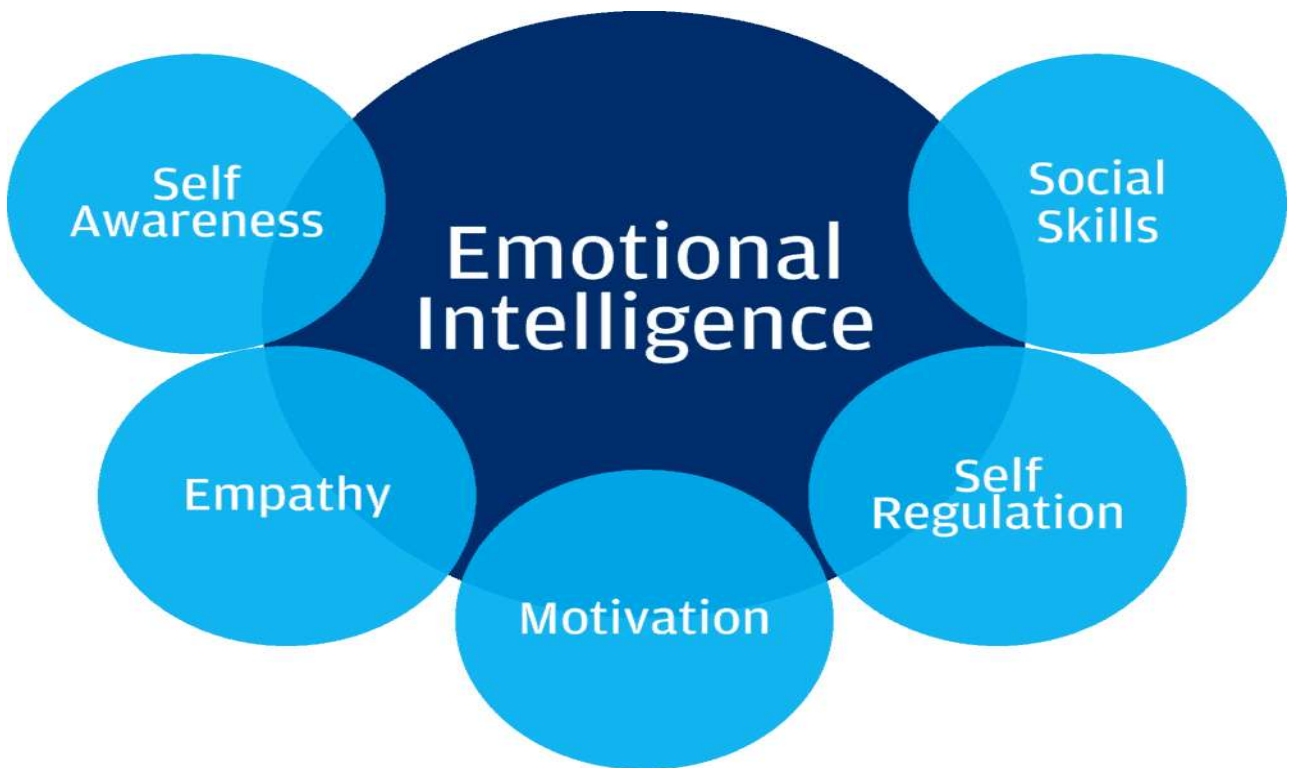 Self
Awareness
Emotional
Intelligence
Social
Skills
Empathy
Motivation
Self
Regulation